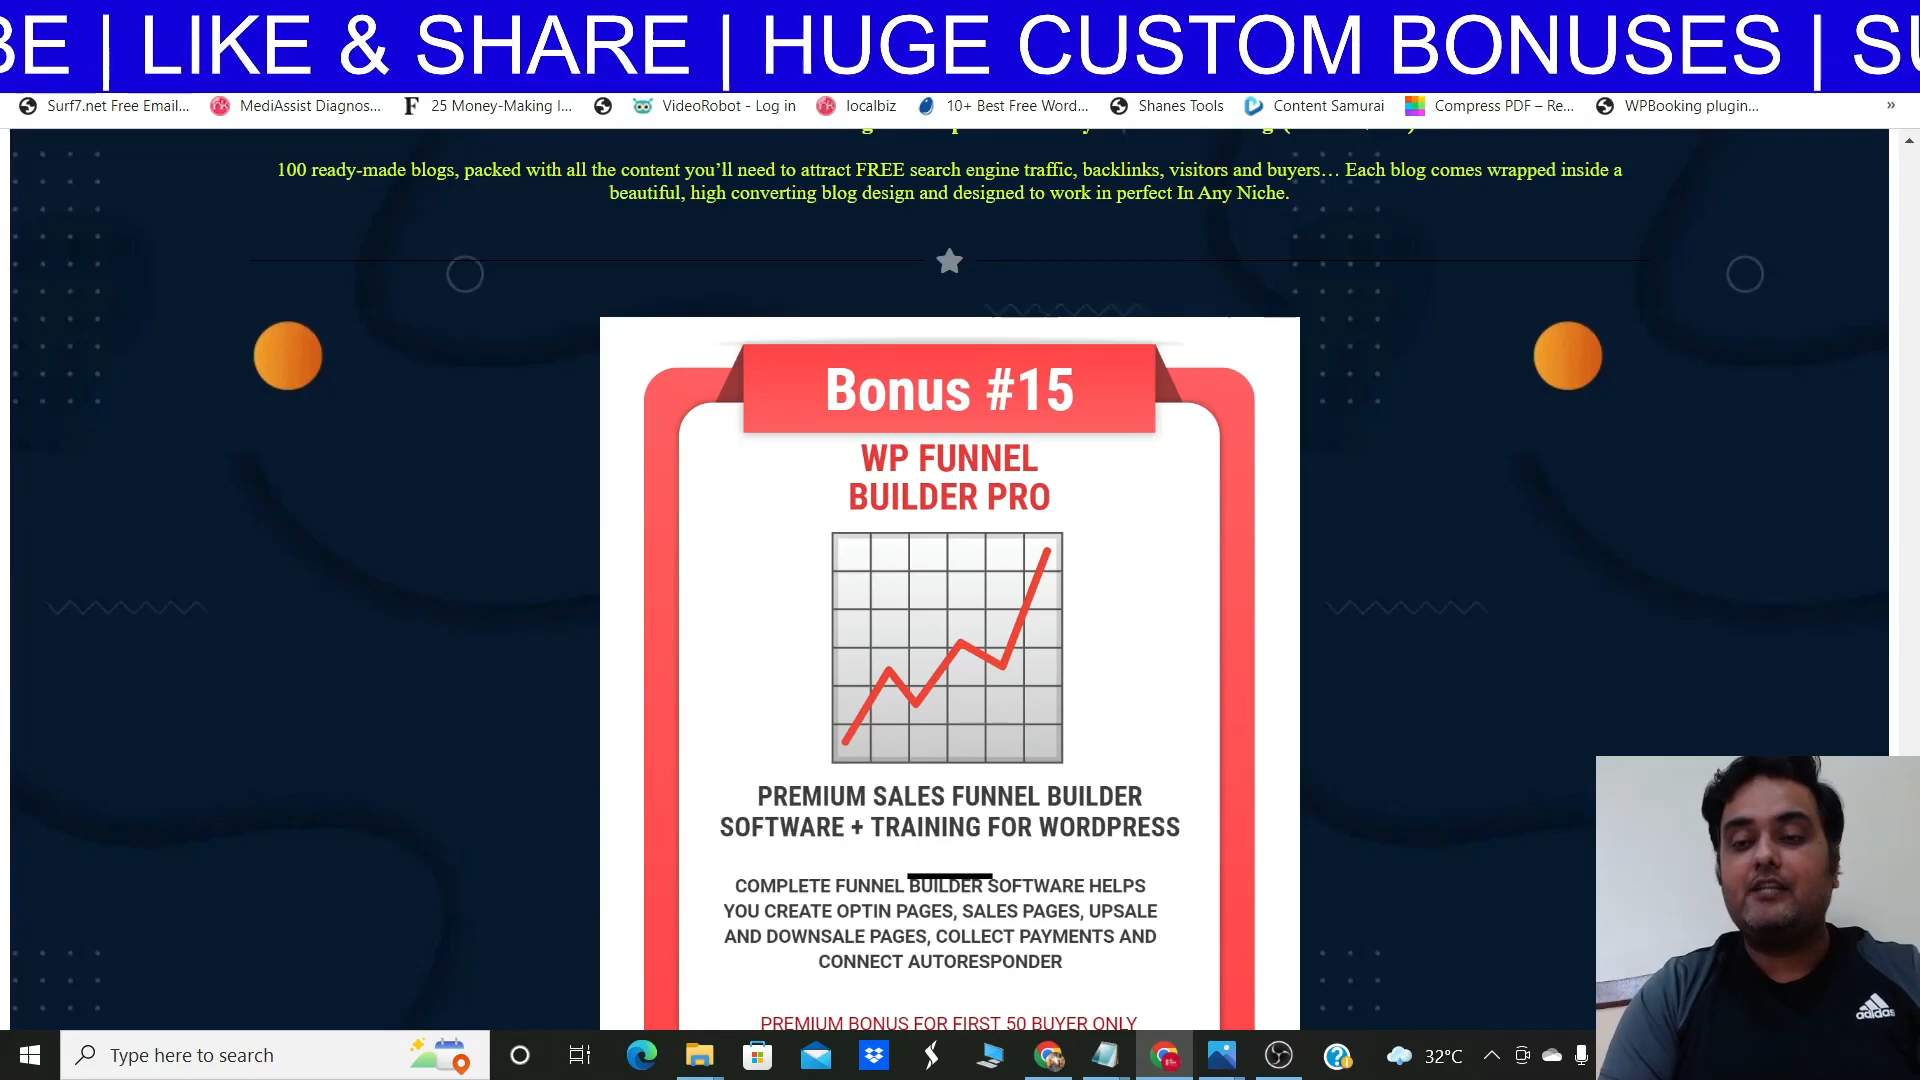 BE | LIKE & SHARE | HUGE CUSTOM BONUSES | SU
Surf7.net Free Email... MediAssist Diagnos... 25 Money-Making I... VideoRobot - Log in localbiz 10+ Best Free Word... Shanes Tools Content Samurai Compress PDF – Re... WPBooking plugin... »
100 ready-made blogs, packed with all the content you’ll need to attract FREE search engine traffic, backlinks, visitors and buyers… Each blog comes wrapped inside a
beautiful, high converting blog design and designed to work in perfect In Any Niche.
Bonus #15
WP FUNNEL
BUILDER PRO
PREMIUM SALES FUNNEL BUILDER
SOFTWARE + TRAINING FOR WORDPRESS
COMPLETE FUNNEL BUILDER SOFTWARE HELPS
YOU CREATE OPTIN PAGES, SALES PAGES, UPSALE
AND DOWNSALE PAGES, COLLECT PAYMENTS AND
CONNECT AUTORESPONDER
PREMIUM BONUS FOR FIRST 50 BUYER ONLY
adidas
Type here to search
32°C